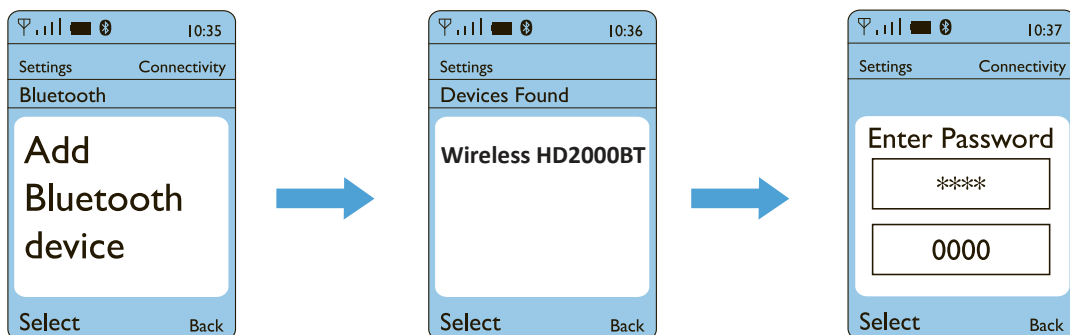 10:35
Settings Connectivity
Bluetooth
Add
Bluetooth
device
Select Back
10:36
Settings
Devices Found
Wireless HD2000BT
Select Back
10:37
Settings Connectivity
Enter Password
****
0000
Select Back